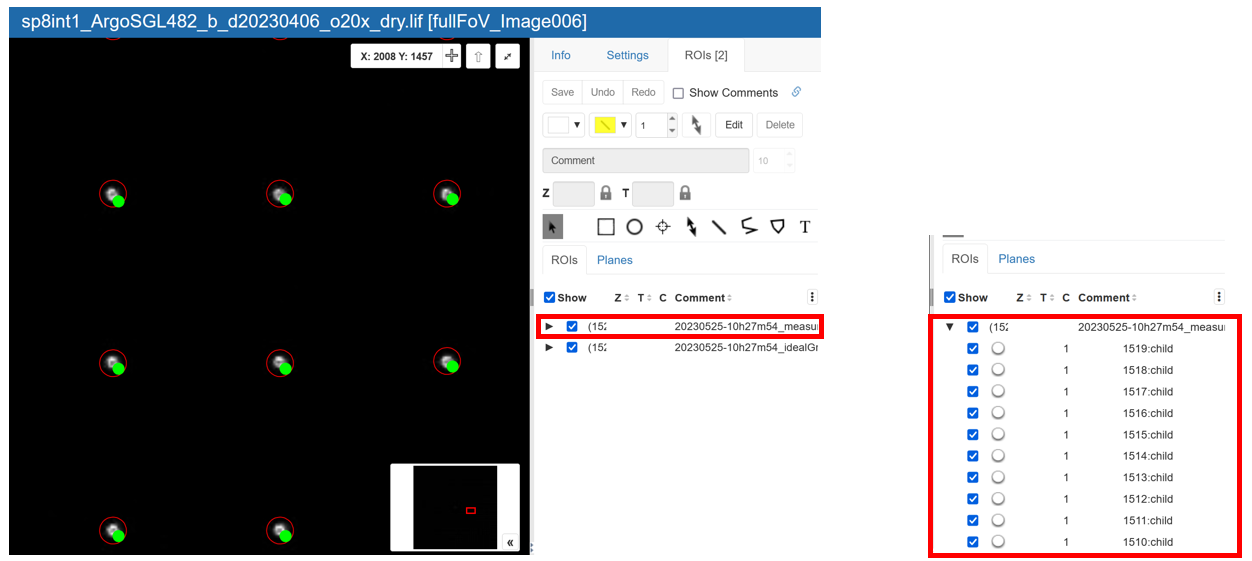 sp8int1_ArgoSGL482_b_d20230406_o20x_dry.lif [fullFoV_Image006]
X: 2008 Y: 1457
Info Settings ROIs [2]
Save Undo Redo Show Comments
1 Edit Delete
Comment 10
Z T
T
ROIs Planes
Show Z T C Comment
(152 20230525-10h27m54_measu
(152 20230525-10h27m54_idealGr
«
ROIs Planes
Show Z T C Comment
(152 20230525-10h27m54_measu
1 1519:child
1 1518:child
1 1517:child
1 1516:child
1 1515:child
1 1514:child
1 1513:child
1 1512:child
1 1511:child
1 1510:child